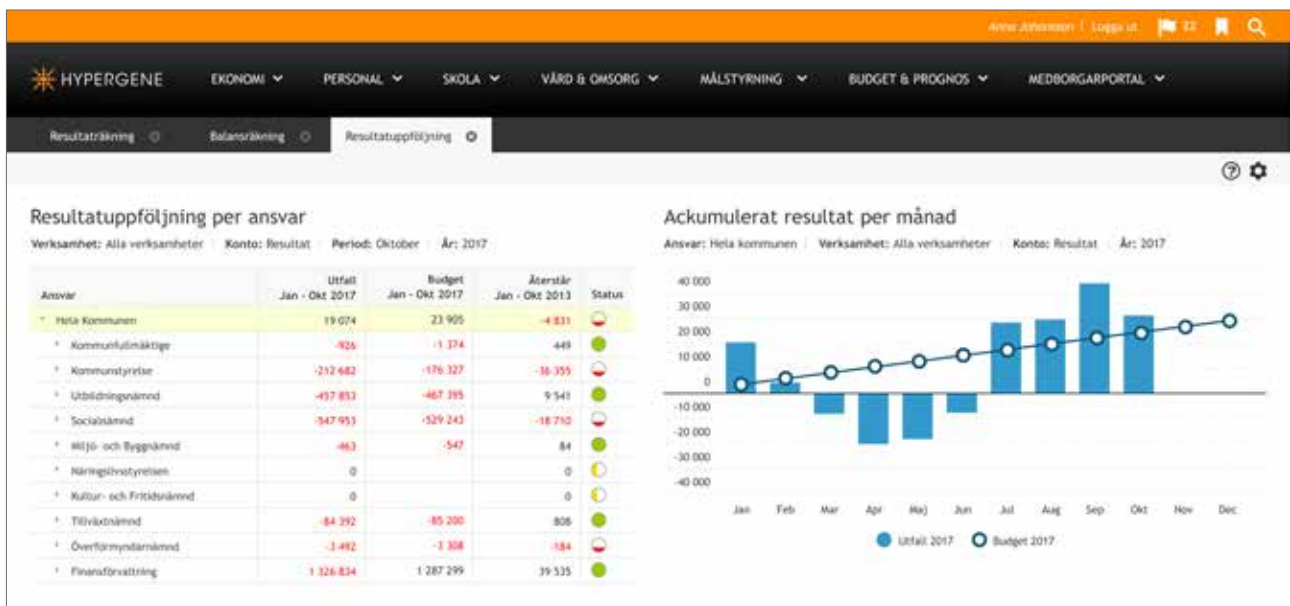 Anna Johansson | Logga ut 22
HYPERGENE EKONOMI PERSONAL SKOLA VÅRD & OMSORG MÅLSTYRNING BUDGET & PROGNOS MEDBORGARPORTAL
Resultaträkning Balansräkning Resultatuppföljning
Resultatuppföljning per ansvar
Verksamhet: Alla verksamheter Konto: Resultat Period: Oktober År: 2017
Utfall Budget Återstår
Ansvar Jan - Okt 2017 Jan - Okt 2017 Jan - Okt 2013 Status
Hela Kommunen 19 074 23 905 -4 831
Kommunfullmäktige -926 -1 374 449
Kommunstyrelse -212 682 -176 327 -36 355
Utbildningsnämnd -457 853 -467 395 9 541
Socialnämnd -547 953 -529 243 -18 710
Miljö- och Byggnämnd -463 -547 84
Näringslivsstyrelsen 0 0
Kultur- och Fritidsnämnd 0 0
Tillväxtnämnd -84 392 -85 200 808
Överförmyndarnämnd -3 492 -3 308 -184
Finansförvaltning 1 326 834 1 287 299 39 535
Ackumulerat resultat per månad
Ansvar: Hela kommunen Verksamhet: Alla verksamheter Konto: Resultat År: 2017
40 000
30 000
20 000
10 000
0
-10 000
-20 000
-30 000
-40 000
Jan Feb Mar Apr Maj Jun Jul Aug Sep Okt Nov Dec
Utfall 2017 Budget 2017